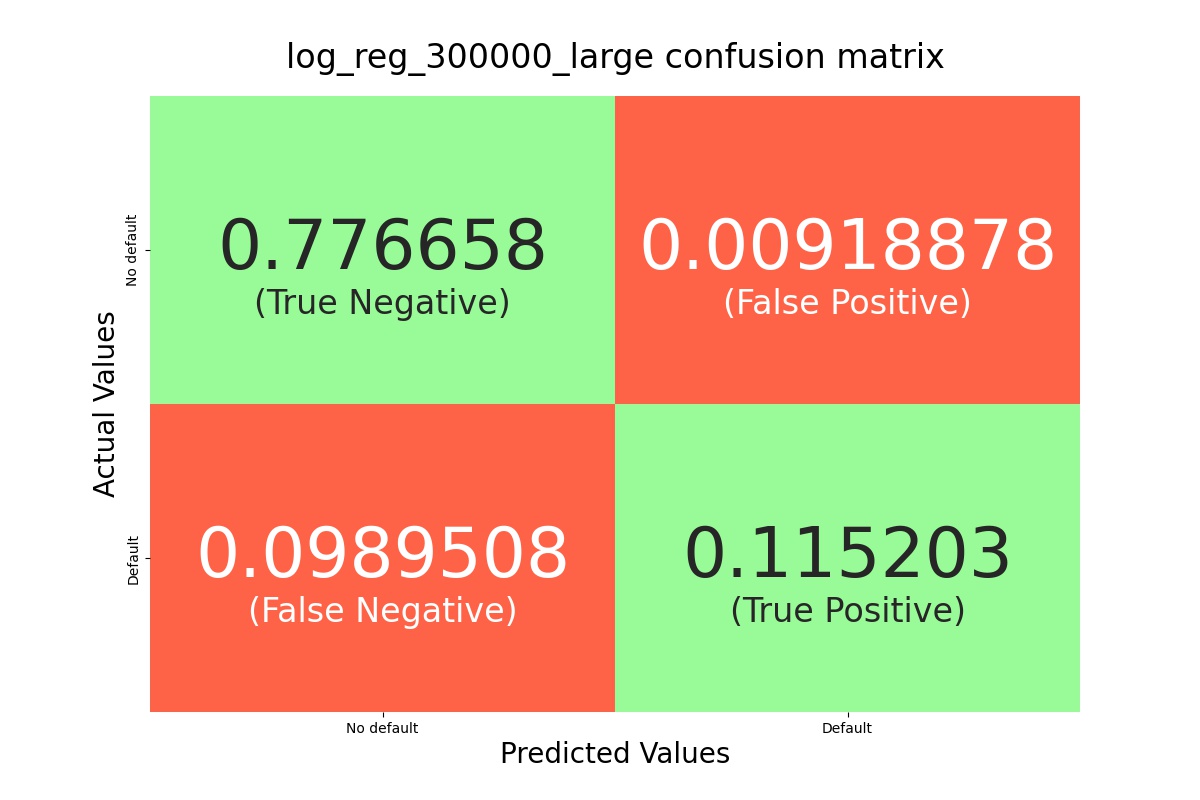 log_reg_300000_large confusion matrix
Actual Values
No default
0.776658
(True Negative)
0.00918878
(False Positive)
Default
0.0989508
(False Negative)
0.115203
(True Positive)
No default
Default
Predicted Values